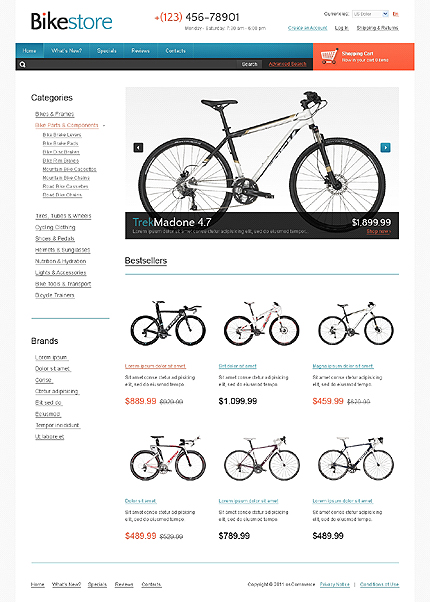 Bikestore
+(123) 456-78901
Monday - Saturday: 7:30 am - 6:00 pm
Currencies: US Dollar
Create an Account Log In Shipping & Returns
Home What's New? Specials Reviews Contacts
Shopping Cart
Now in your cart 0 items
Search Advanced Search
Categories
Bikes & Frames
Bike Parts & Components
Bike Brake Levers
Bike Brake Pads
Bike Disc Brakes
Bike Rim Brakes
Mountain Bike Cassettes
Mountain Bike Chains
Road Bike Cassettes
Road Bike Chains
Tires, Tubes & Wheels
Cycling Clothing
Shoes & Pedals
Helmets & Sunglasses
Nutrition & Hydration
Lights & Accessories
Bike Tools & Transport
Bicycle Trainers
Brands
Lorem ipsum
Dolor sit amet
Conse
Ctetur adipiscing
Elit sed do
Eiusmod
Tempor incididunt
Ut labore et
TrekMadone 4.7 $1,899.99
Lorem ipsum dolor sit amet conse ctetur adipisicing elit, sed do eiusmod tempor. Shop now!
Bestsellers
Lorem ipsum dolor sit amet
Sit amet conse ctetur adipisicing
elit, sed do eiusmod tempo.
$889.99 $929.99
Dolor sit amet
Sit amet conse ctetur adipisicing
elit, sed do eiusmod tempo.
$1.099.99
Magna ipsum dolor sit amet
Sit amet conse ctetur adipisicing
elit, sed do eiusmod tempo.
$459.99 $879.99
Dolor sit amet
Sit amet conse ctetur adipisicing
elit, sed do eiusmod tempo.
$489.99 $529.99
Lorem ipsum dolor sit amet
Sit amet conse ctetur adipisicing
elit, sed do eiusmod tempo.
$789.99
Lorem ipsum dolor sit amet
Sit amet conse ctetur adipisicing
elit, sed do eiusmod tempo.
$489.99
Home What's New? Specials Reviews Contacts
Copyright © 2011 osCommerce Privacy Notice | Conditions of Use